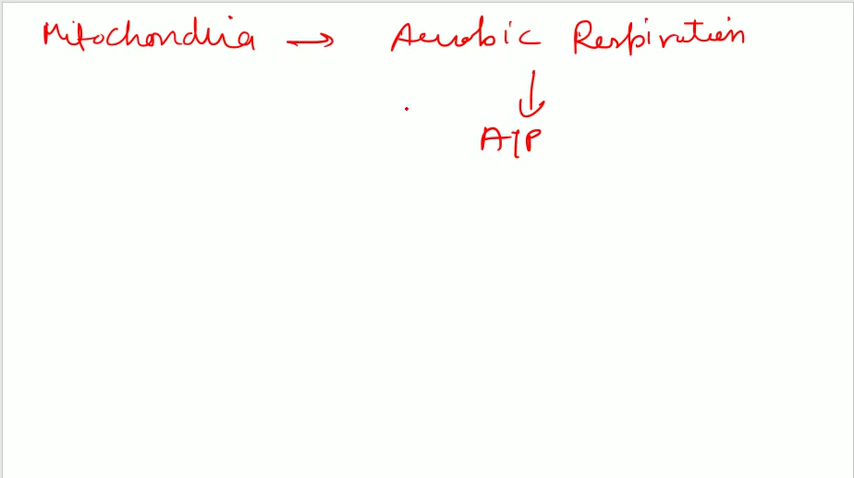 Mitochondria → Aerobic Respiration
↓
ATP